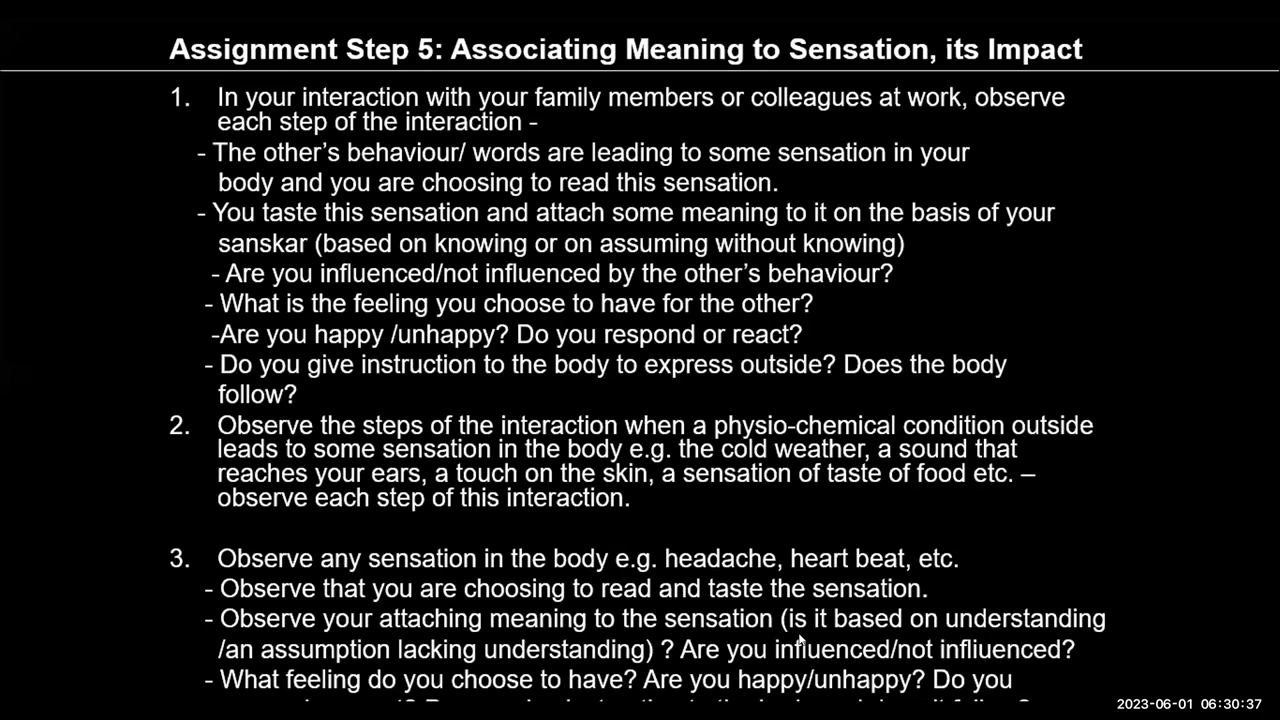 Assignment Step 5: Associating Meaning to Sensation, its Impact
1. In your interaction with your family members or colleagues at work, observe
each step of the interaction -
- The other's behaviour/ words are leading to some sensation in your
body and you are choosing to read this sensation.
- You taste this sensation and attach some meaning to it on the basis of your
sanskar (based on knowing or on assuming without knowing)
- Are you influenced/not influenced by the other's behaviour?
- What is the feeling you choose to have for the other?
-Are you happy /unhappy? Do you respond or react?
- Do you give instruction to the body to express outside? Does the body
follow?
2. Observe the steps of the interaction when a physio-chemical condition outside
leads to some sensation in the body e.g. the cold weather, a sound that
reaches your ears, a touch on the skin, a sensation of taste of food etc. –
observe each step of this interaction.
3. Observe any sensation in the body e.g. headache, heart beat, etc.
- Observe that you are choosing to read and taste the sensation.
- Observe your attaching meaning to the sensation (is it based on understanding
/an assumption lacking understanding) ? Are you influenced/not infliuenced?
- What feeling do you choose to have? Are you happy/unhappy? Do you
2023-06-01 06:30:37